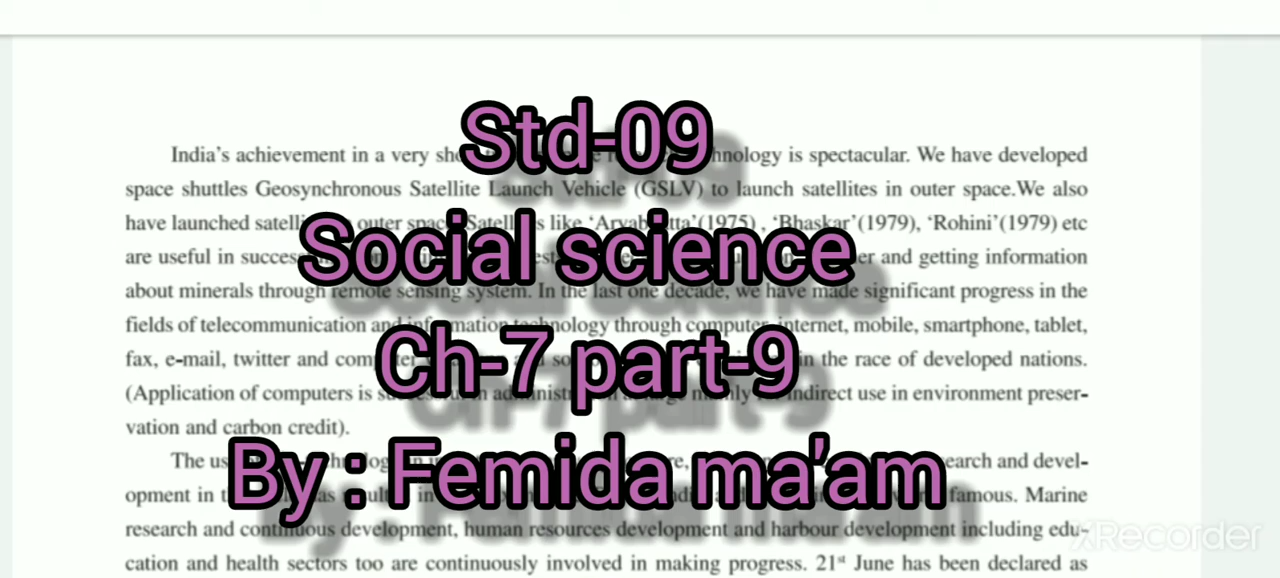 Std-09
Social science
Ch-7 part-9
By : Femida ma'am
India's achievement in a very technology is spectacular. We have developed
space shuttles Geosynchronous Satellite Launch Vehicle (GSLV) to launch satellites in outer space.We also
have launched outer space. like 'Aryabhatta'(1975) , 'Bhaskar'(1979), 'Rohini'(1979) etc
are useful in and getting information
about minerals through remote sensing system. In the last one decade, we have made significant progress in the
fields of telecommunication and information technology through computer, internet, mobile, smartphone, tablet,
fax, e-mail, twitter and in the race of developed nations.
(Application of computers is indirect use in environment preser-
vation and carbon credit).
The research and devel-
opment in famous. Marine
research and continuous development, human resources development and harbour development including edu-
cation and health sectors too are continuously involved in making progress. 21st June has been declared as
XRecorder